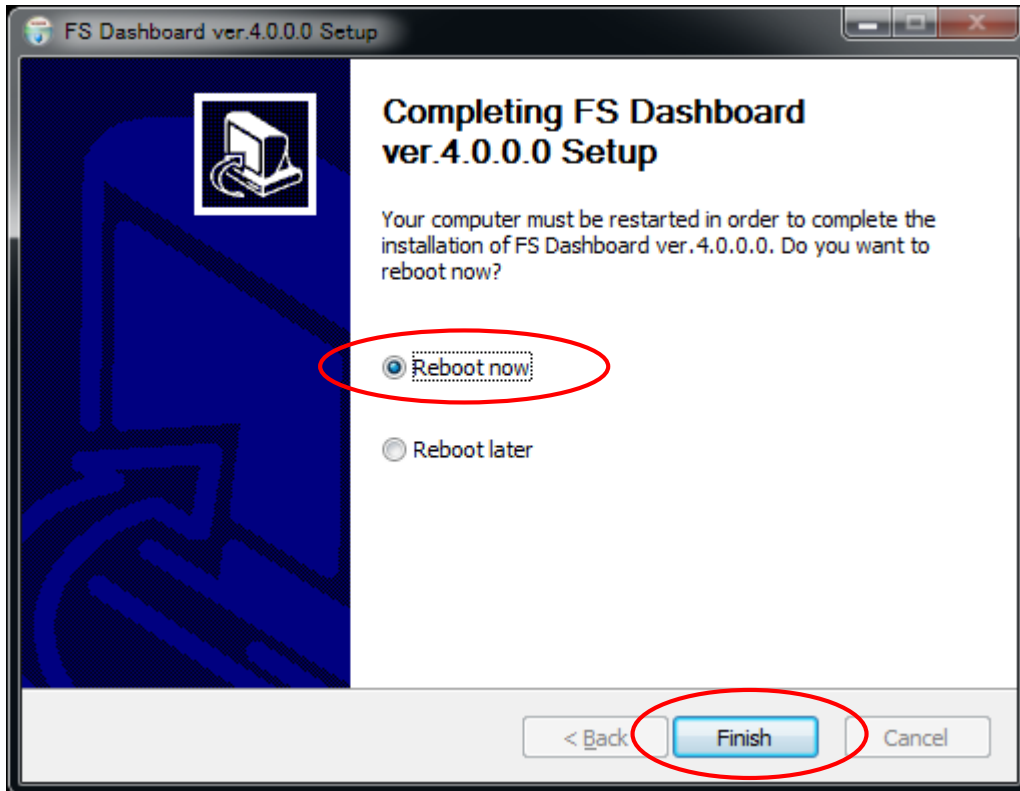 FS Dashboard ver.4.0.0.0 Setup
Completing FS Dashboard
ver.4.0.0.0 Setup
Your computer must be restarted in order to complete the
installation of FS Dashboard ver.4.0.0.0. Do you want to
reboot now?
Reboot now
Reboot later
< Back
Finish
Cancel